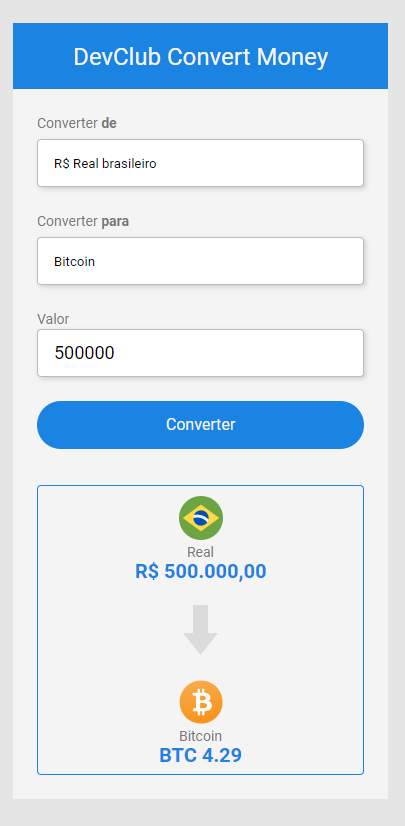 DevClub Convert Money
Converter de
R$ Real brasileiro
Converter para
Bitcoin
Valor
500000
Converter
Real
R$ 500.000,00
Bitcoin
BTC 4.29